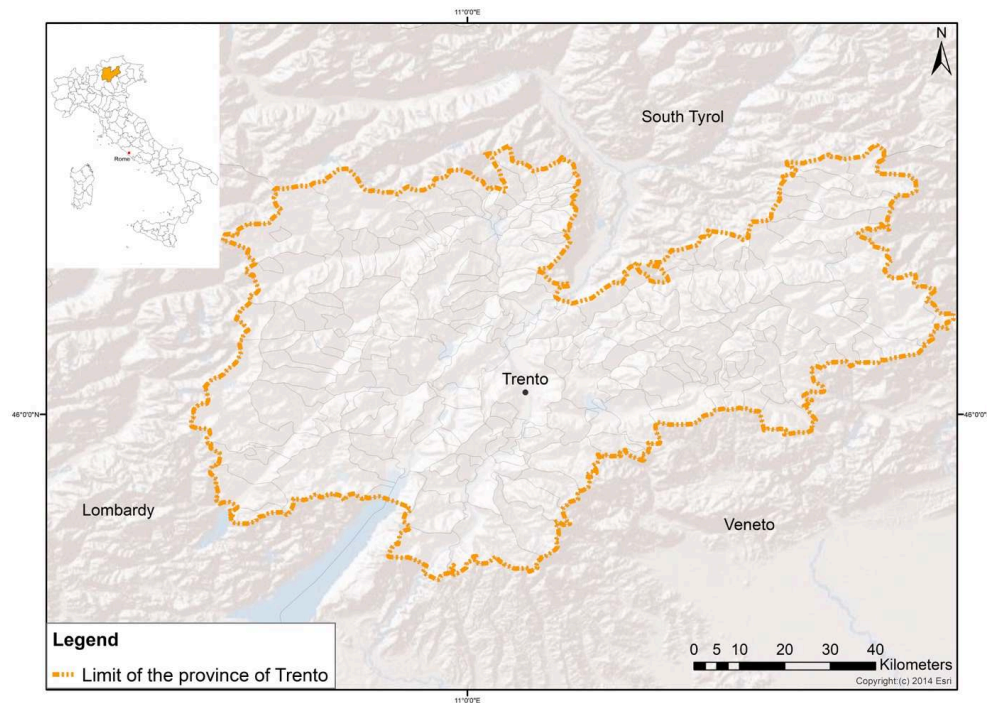 11°0'0"E
N
South Tyrol
Rome
Trento
46°0'0"N
46°0'0"
Lombardy
Veneto
Legend
Limit of the province of Trento
0 5 10 20 30 40
Kilometers
Copyright:(c) 2014 Esri
11°0'0"E